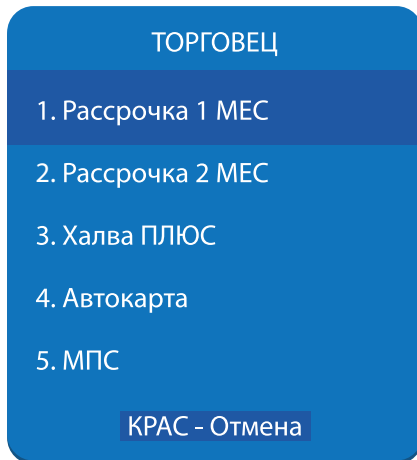 ТОРГОВЕЦ
1. Рассрочка 1 МЕС
2. Рассрочка 2 МЕС
3. Халва ПЛЮС
4. Автокарта
5. МПС
КРАС - Отмена